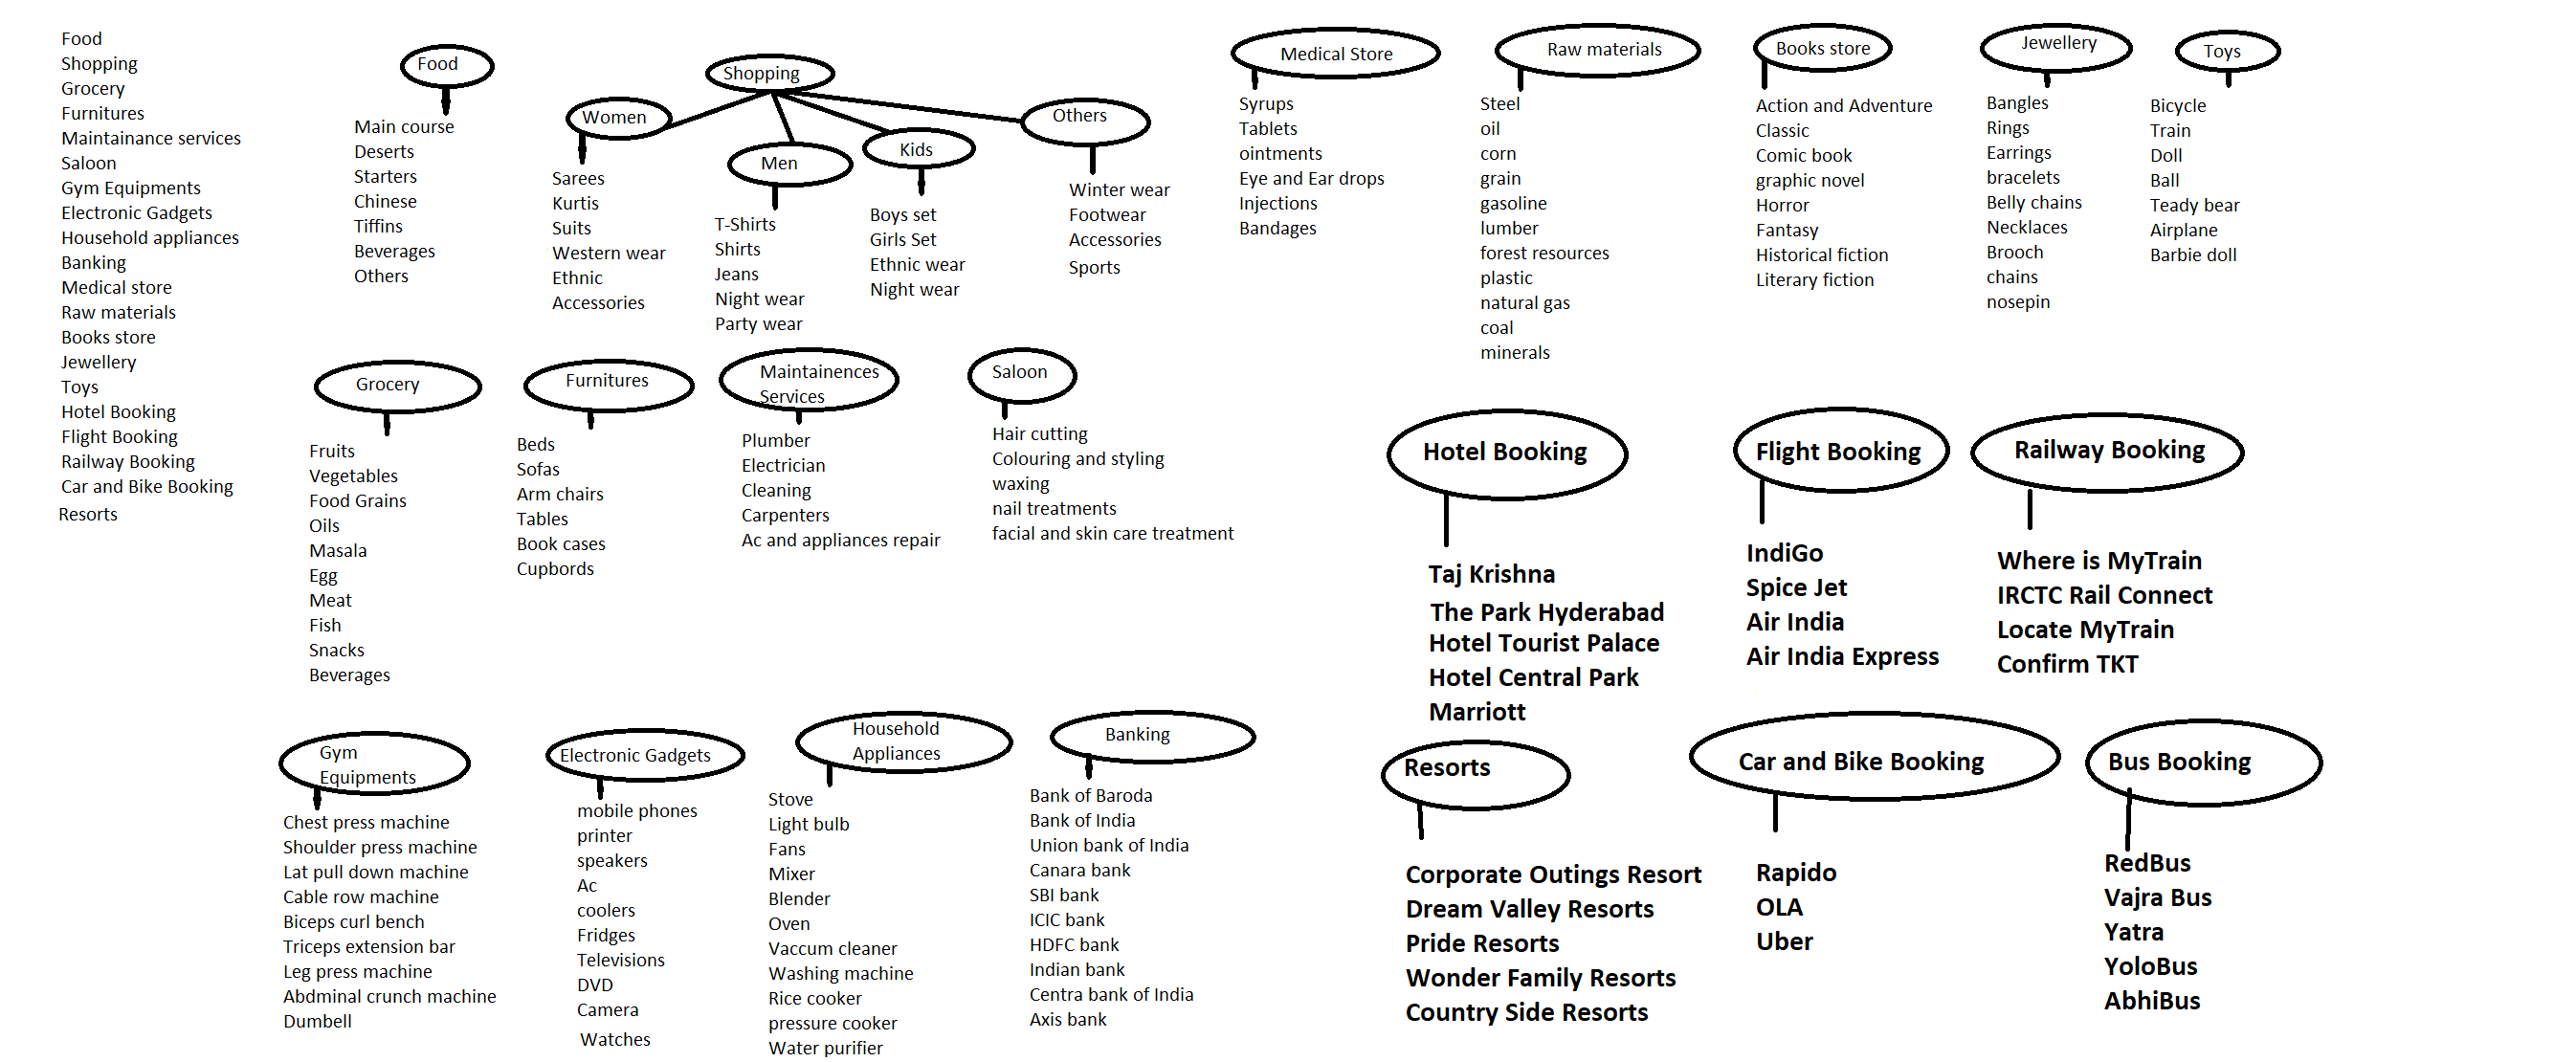 Food
Shopping
Grocery
Furnitures
Maintainance services
Saloon
Gym Equipments
Electronic Gadgets
Household appliances
Banking
Medical store
Raw materials
Books store
Jewellery
Toys
Hotel Booking
Flight Booking
Railway Booking
Car and Bike Booking
Resorts
Food
Main course
Deserts
Starters
Chinese
Tiffins
Beverages
Others
Shopping
Women
Sarees
Kurtis
Suits
Western wear
Ethnic
Accessories
Men
T-Shirts
Shirts
Jeans
Night wear
Party wear
Kids
Boys set
Girls Set
Ethnic wear
Night wear
Others
Winter wear
Footwear
Accessories
Sports
Medical Store
Syrups
Tablets
ointments
Eye and Ear drops
Injections
Bandages
Raw materials
Steel
oil
corn
grain
gasoline
lumber
forest resources
plastic
natural gas
coal
minerals
Books store
Action and Adventure
Classic
Comic book
graphic novel
Horror
Fantasy
Historical fiction
Literary fiction
Jewellery
Bangles
Rings
Earrings
bracelets
Belly chains
Necklaces
Brooch
chains
nosepin
Toys
Bicycle
Train
Doll
Ball
Teady bear
Airplane
Barbie doll
Grocery
Fruits
Vegetables
Food Grains
Oils
Masala
Egg
Meat
Fish
Snacks
Beverages
Furnitures
Beds
Sofas
Arm chairs
Tables
Book cases
Cupbords
Maintainences
Services
Plumber
Electrician
Cleaning
Carpenters
Ac and appliances repair
Saloon
Hair cutting
Colouring and styling
waxing
nail treatments
facial and skin care treatment
Hotel Booking
Taj Krishna
The Park Hyderabad
Hotel Tourist Palace
Hotel Central Park
Marriott
Flight Booking
IndiGo
Spice Jet
Air India
Air India Express
Railway Booking
Where is MyTrain
IRCTC Rail Connect
Locate MyTrain
Confirm TKT
Gym
Equipments
Chest press machine
Shoulder press machine
Lat pull down machine
Cable row machine
Biceps curl bench
Triceps extension bar
Leg press machine
Abdminal crunch machine
Dumbell
Electronic Gadgets
mobile phones
printer
speakers
Ac
coolers
Fridges
Televisions
DVD
Camera
Watches
Household
Appliances
Stove
Light bulb
Fans
Mixer
Blender
Oven
Vaccum cleaner
Washing machine
Rice cooker
pressure cooker
Water purifier
Banking
Bank of Baroda
Bank of India
Union bank of India
Canara bank
SBI bank
ICIC bank
HDFC bank
Indian bank
Centra bank of India
Axis bank
Resorts
Corporate Outings Resort
Dream Valley Resorts
Pride Resorts
Wonder Family Resorts
Country Side Resorts
Car and Bike Booking
Rapido
OLA
Uber
Bus Booking
RedBus
Vajra Bus
Yatra
YoloBus
AbhiBus